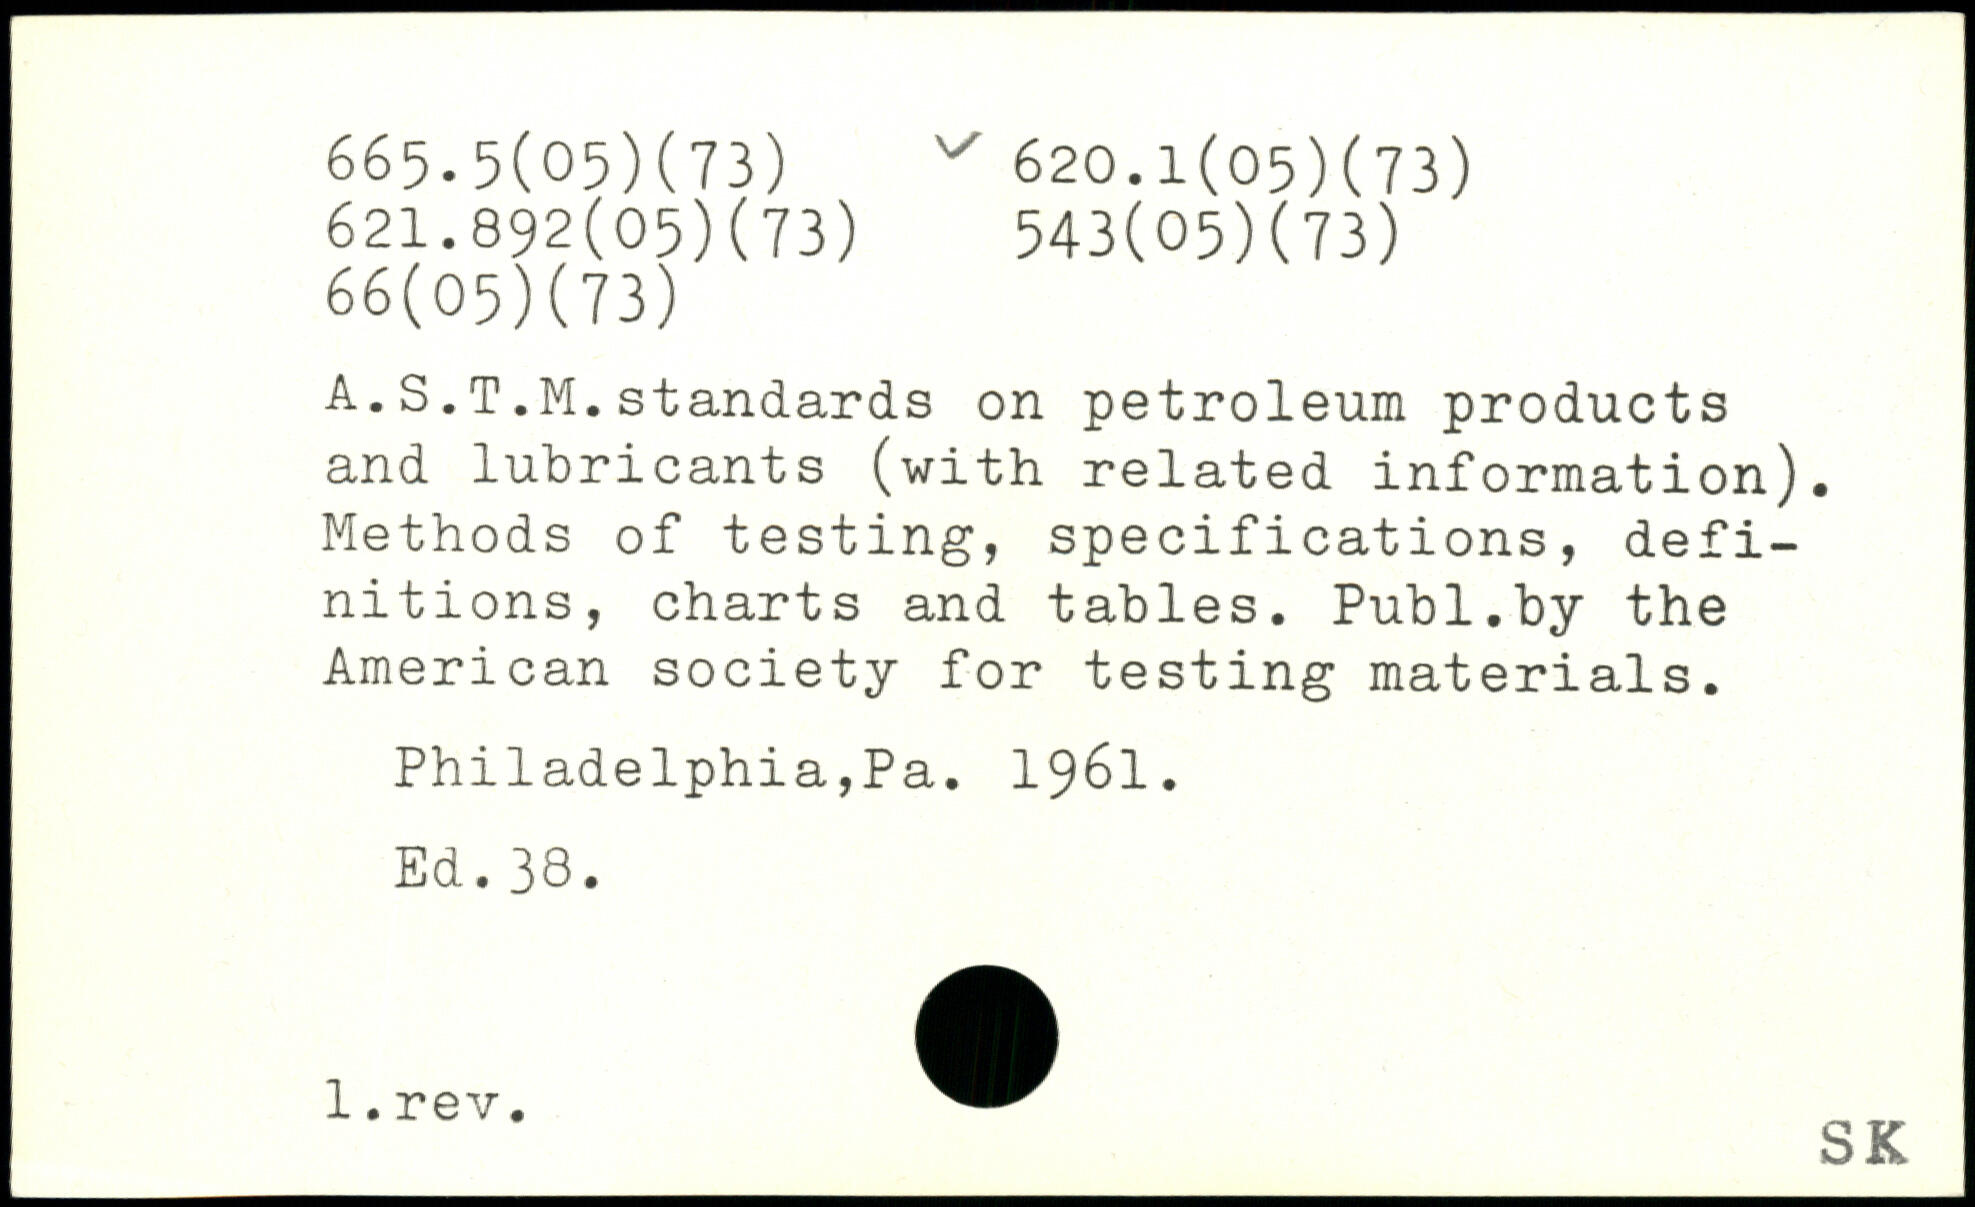 665.5(05)(73) ✓ 620.1(05)(73)
621.892(05)(73) 543(05)(73)
66(05)(73)
A.S.T.M.standards on petroleum products
and lubricants (with related information).
Methods of testing, specifications, defi-
nitions, charts and tables. Publ.by the
American society for testing materials.
Philadelphia,Pa. 1961.
Ed.38.
1.rev.
SK